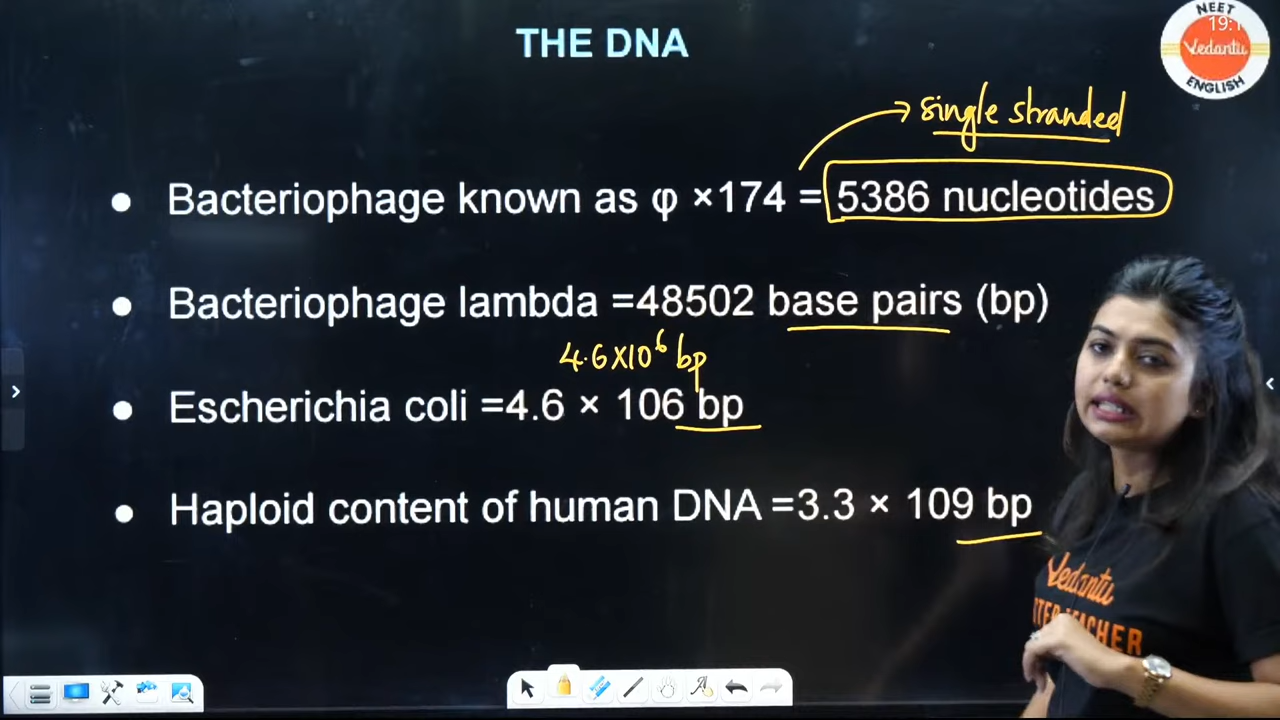 THE DNA
NEET
19:1
Vedantu
ENGLISH
single stranded
• Bacteriophage known as φ ×174 = 5386 nucleotides
• Bacteriophage lambda =48502 base pairs (bp)
4.6×10⁶ bp
• Escherichia coli =4.6 × 106 bp
• Haploid content of human DNA =3.3 × 109 bp
Vedantu